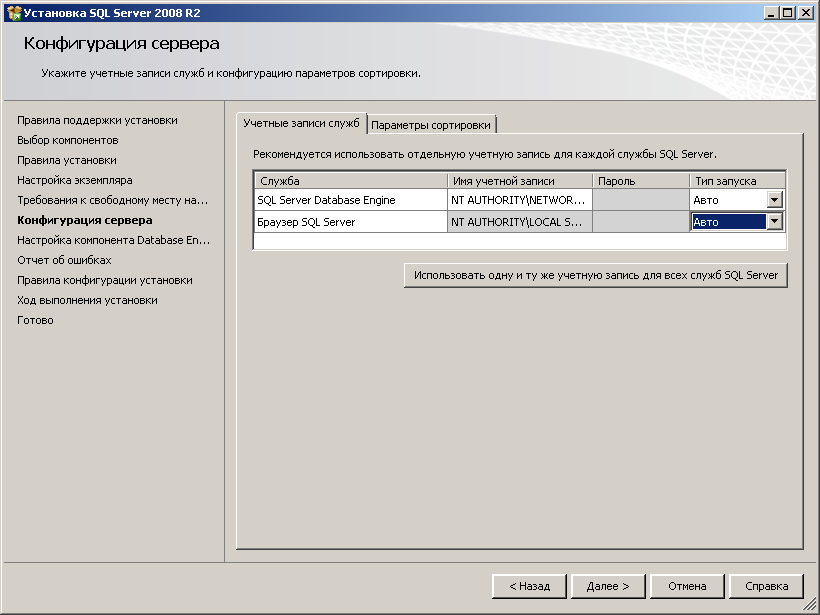 Установка SQL Server 2008 R2
Конфигурация сервера
Укажите учетные записи служб и конфигурацию параметров сортировки.
Правила поддержки установки
Выбор компонентов
Правила установки
Настройка экземпляра
Требования к свободному месту на...
Конфигурация сервера
Настройка компонента Database En...
Отчет об ошибках
Правила конфигурации установки
Ход выполнения установки
Готово
Учетные записи служб Параметры сортировки
Рекомендуется использовать отдельную учетную запись для каждой службы SQL Server.
Служба Имя учетной записи Пароль Тип запуска
SQL Server Database Engine NT AUTHORITY\NETWOR... Авто
Браузер SQL Server NT AUTHORITY\LOCAL S... Авто
Использовать одну и ту же учетную запись для всех служб SQL Server
< Назад Далее > Отмена Справка